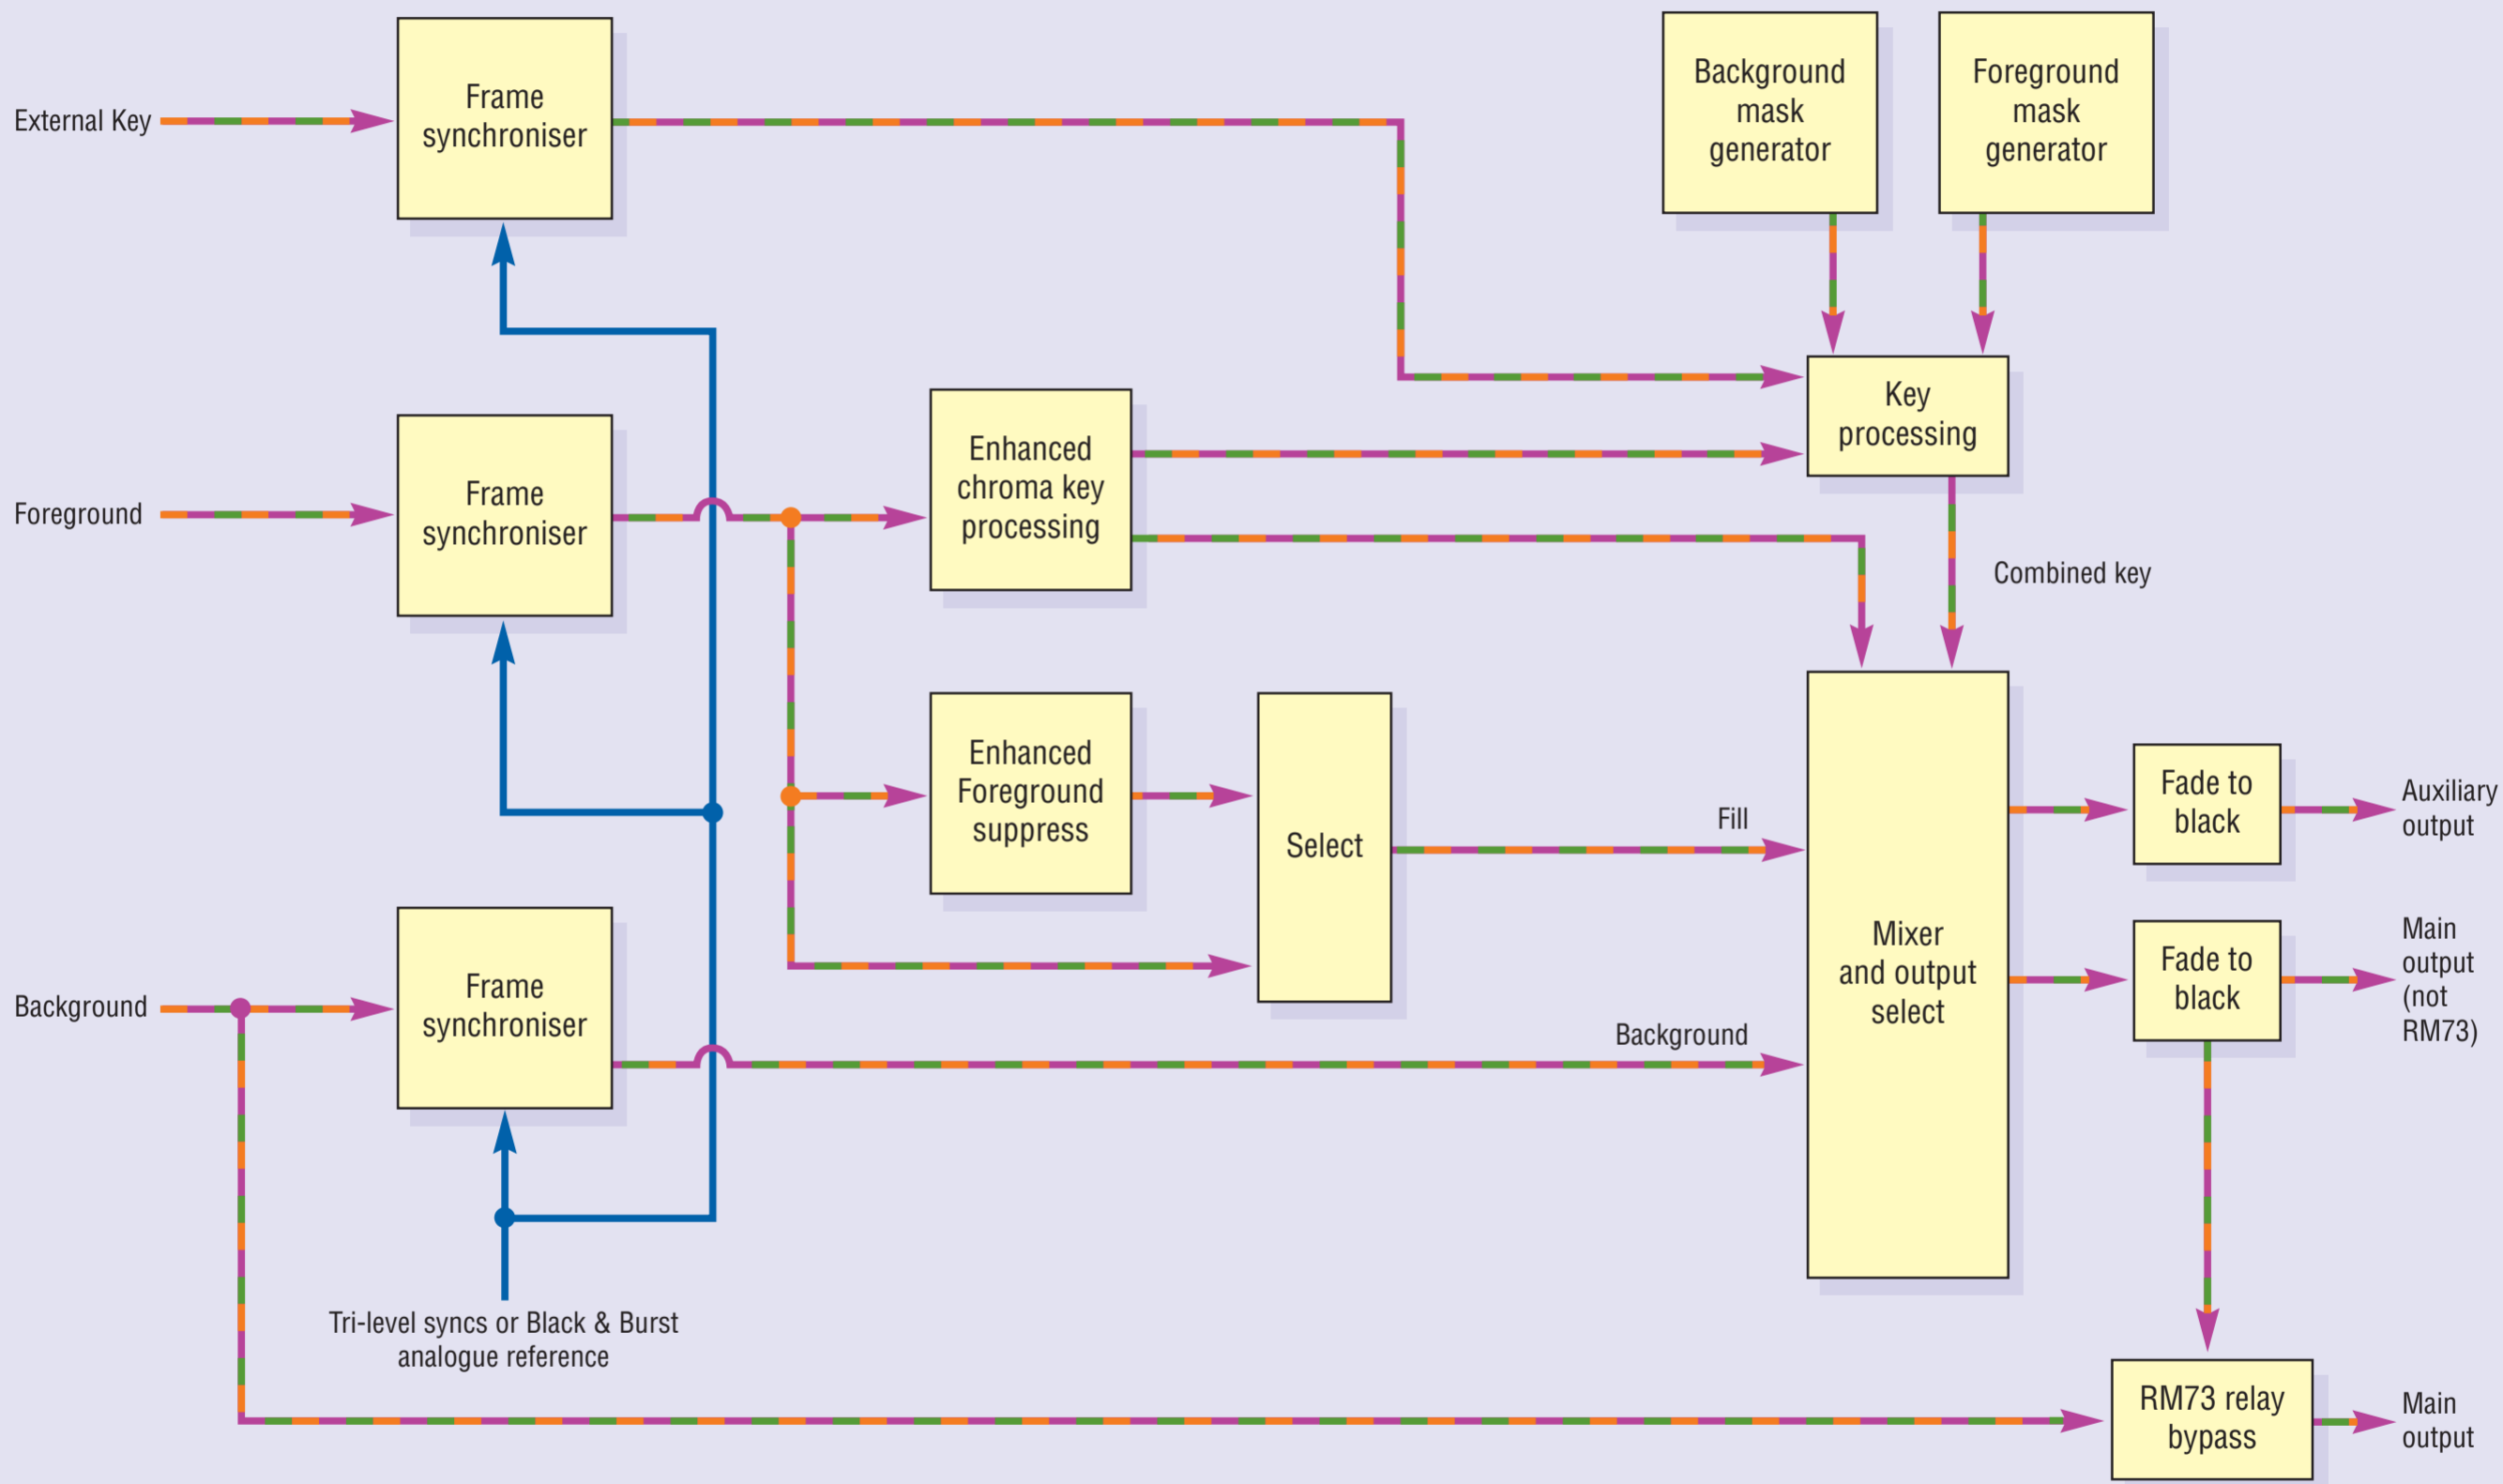 External Key
Frame
synchroniser
Background
mask
generator
Foreground
mask
generator
Foreground
Frame
synchroniser
Enhanced
chroma key
processing
Key
processing
Combined key
Enhanced
Foreground
suppress
Select
Fill
Background
Mixer
and output
select
Fade to
black
Auxiliary
output
Fade to
black
Main
output
(not
RM73)
Background
Frame
synchroniser
Tri-level syncs or Black & Burst
analogue reference
RM73 relay
bypass
Main
output